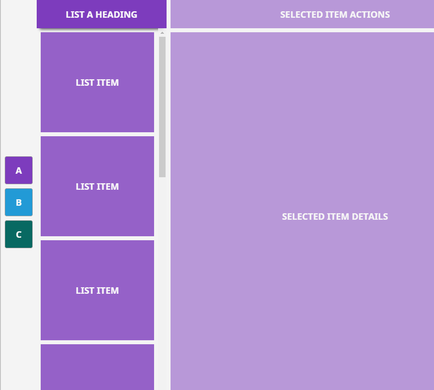 LIST A HEADING
SELECTED ITEM ACTIONS
LIST ITEM
LIST ITEM
LIST ITEM
A
B
C
SELECTED ITEM DETAILS